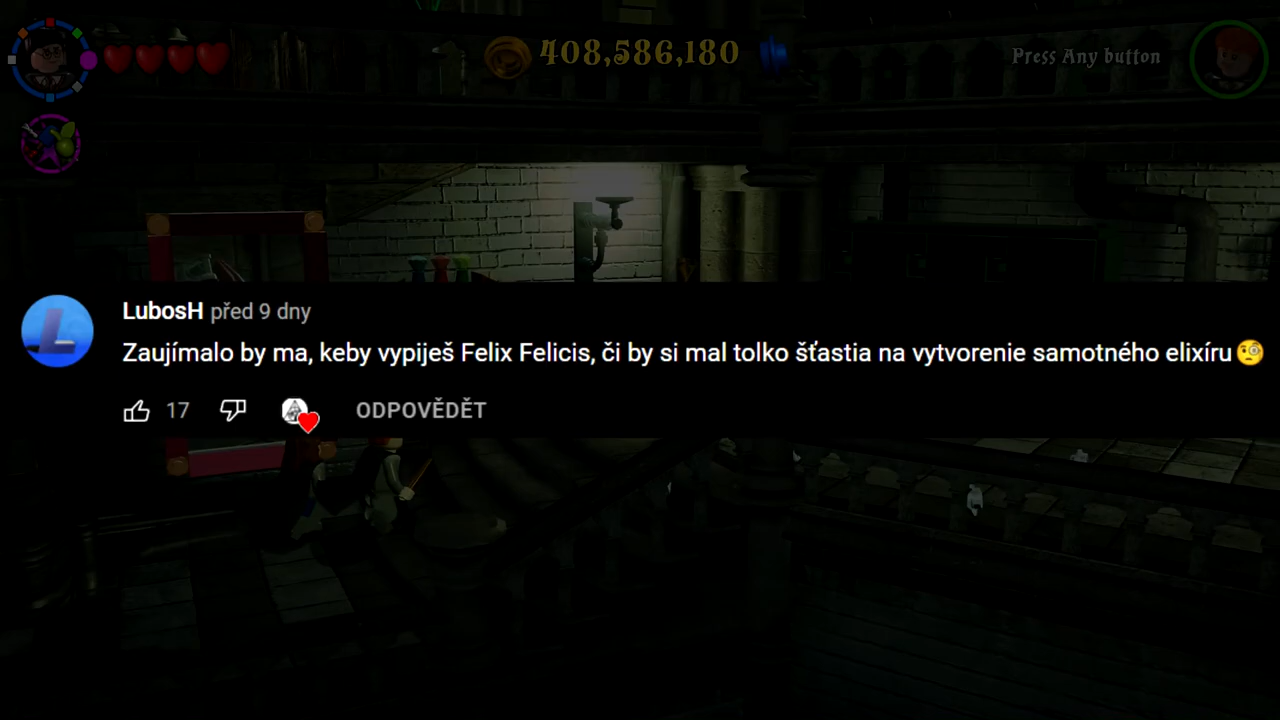 408,586,180
Press Any button
LubosH před 9 dny
Zaujímalo by ma, keby vypiješ Felix Felicis, či by si mal tolko šťastia na vytvorenie samotného elixíru🧐
17
ODPOVĚDĚT